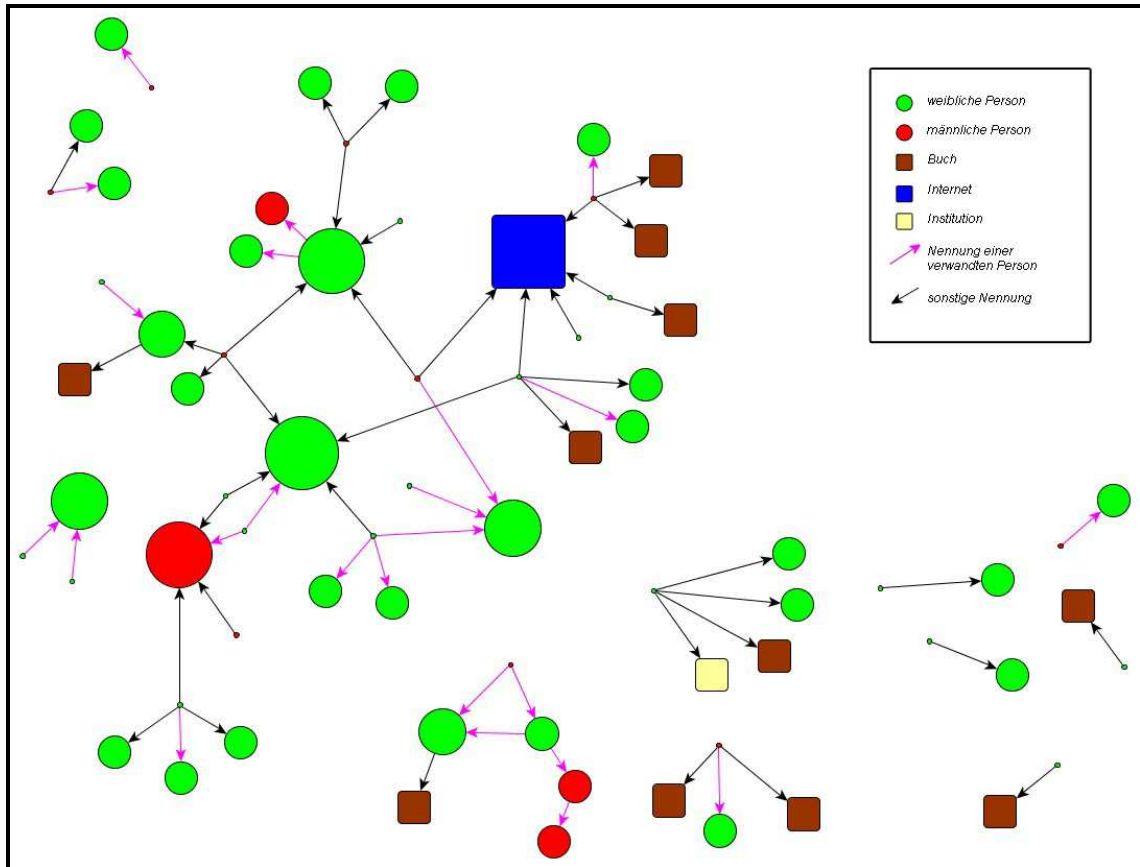 weibliche Person
männliche Person
Buch
Internet
Institution
Nennung einer
verwandten Person
sonstige Nennung